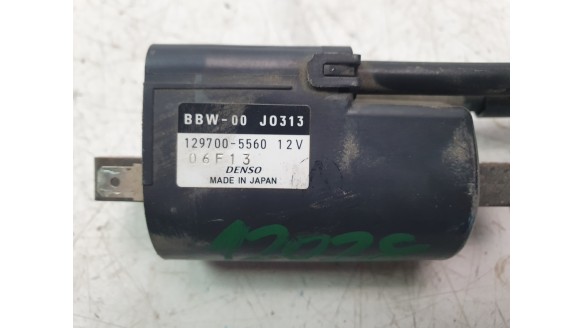 BBW-00 J0313
129700-5560 12V
06F13
DENSO
MADE IN JAPAN